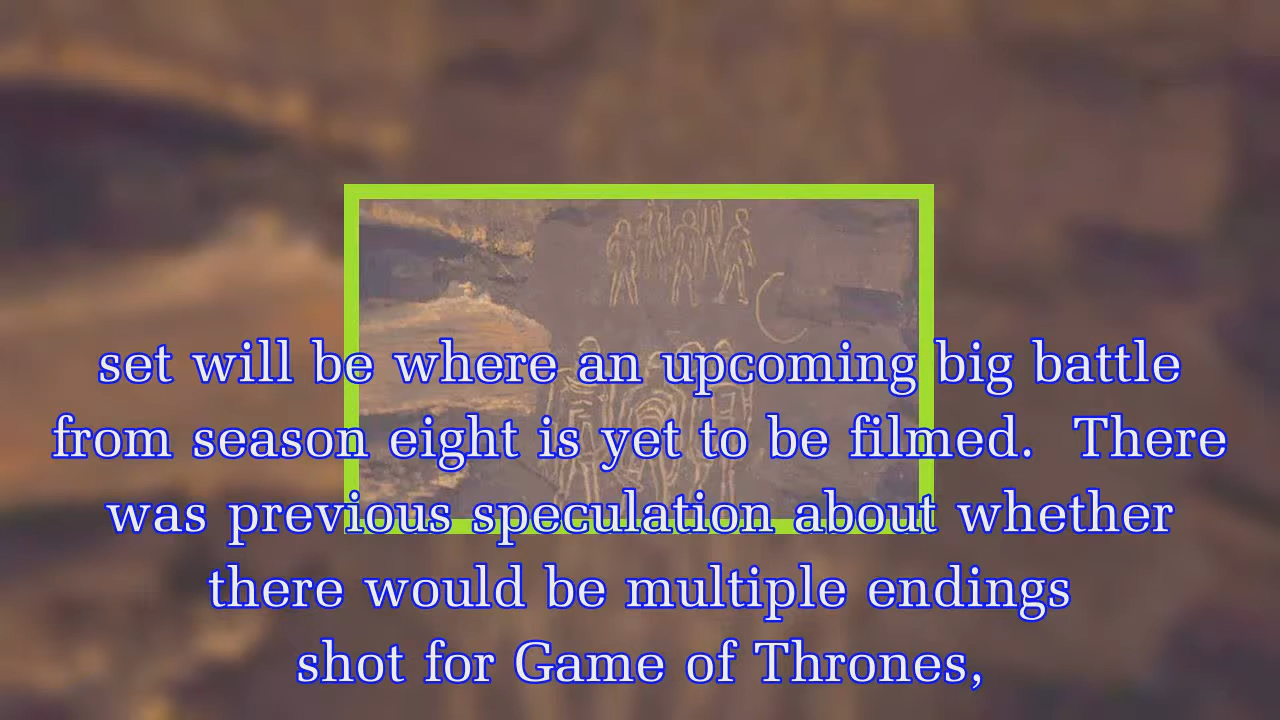 set will be where an upcoming big battle
from season eight is yet to be filmed.  There
was previous speculation about whether
there would be multiple endings
shot for Game of Thrones,